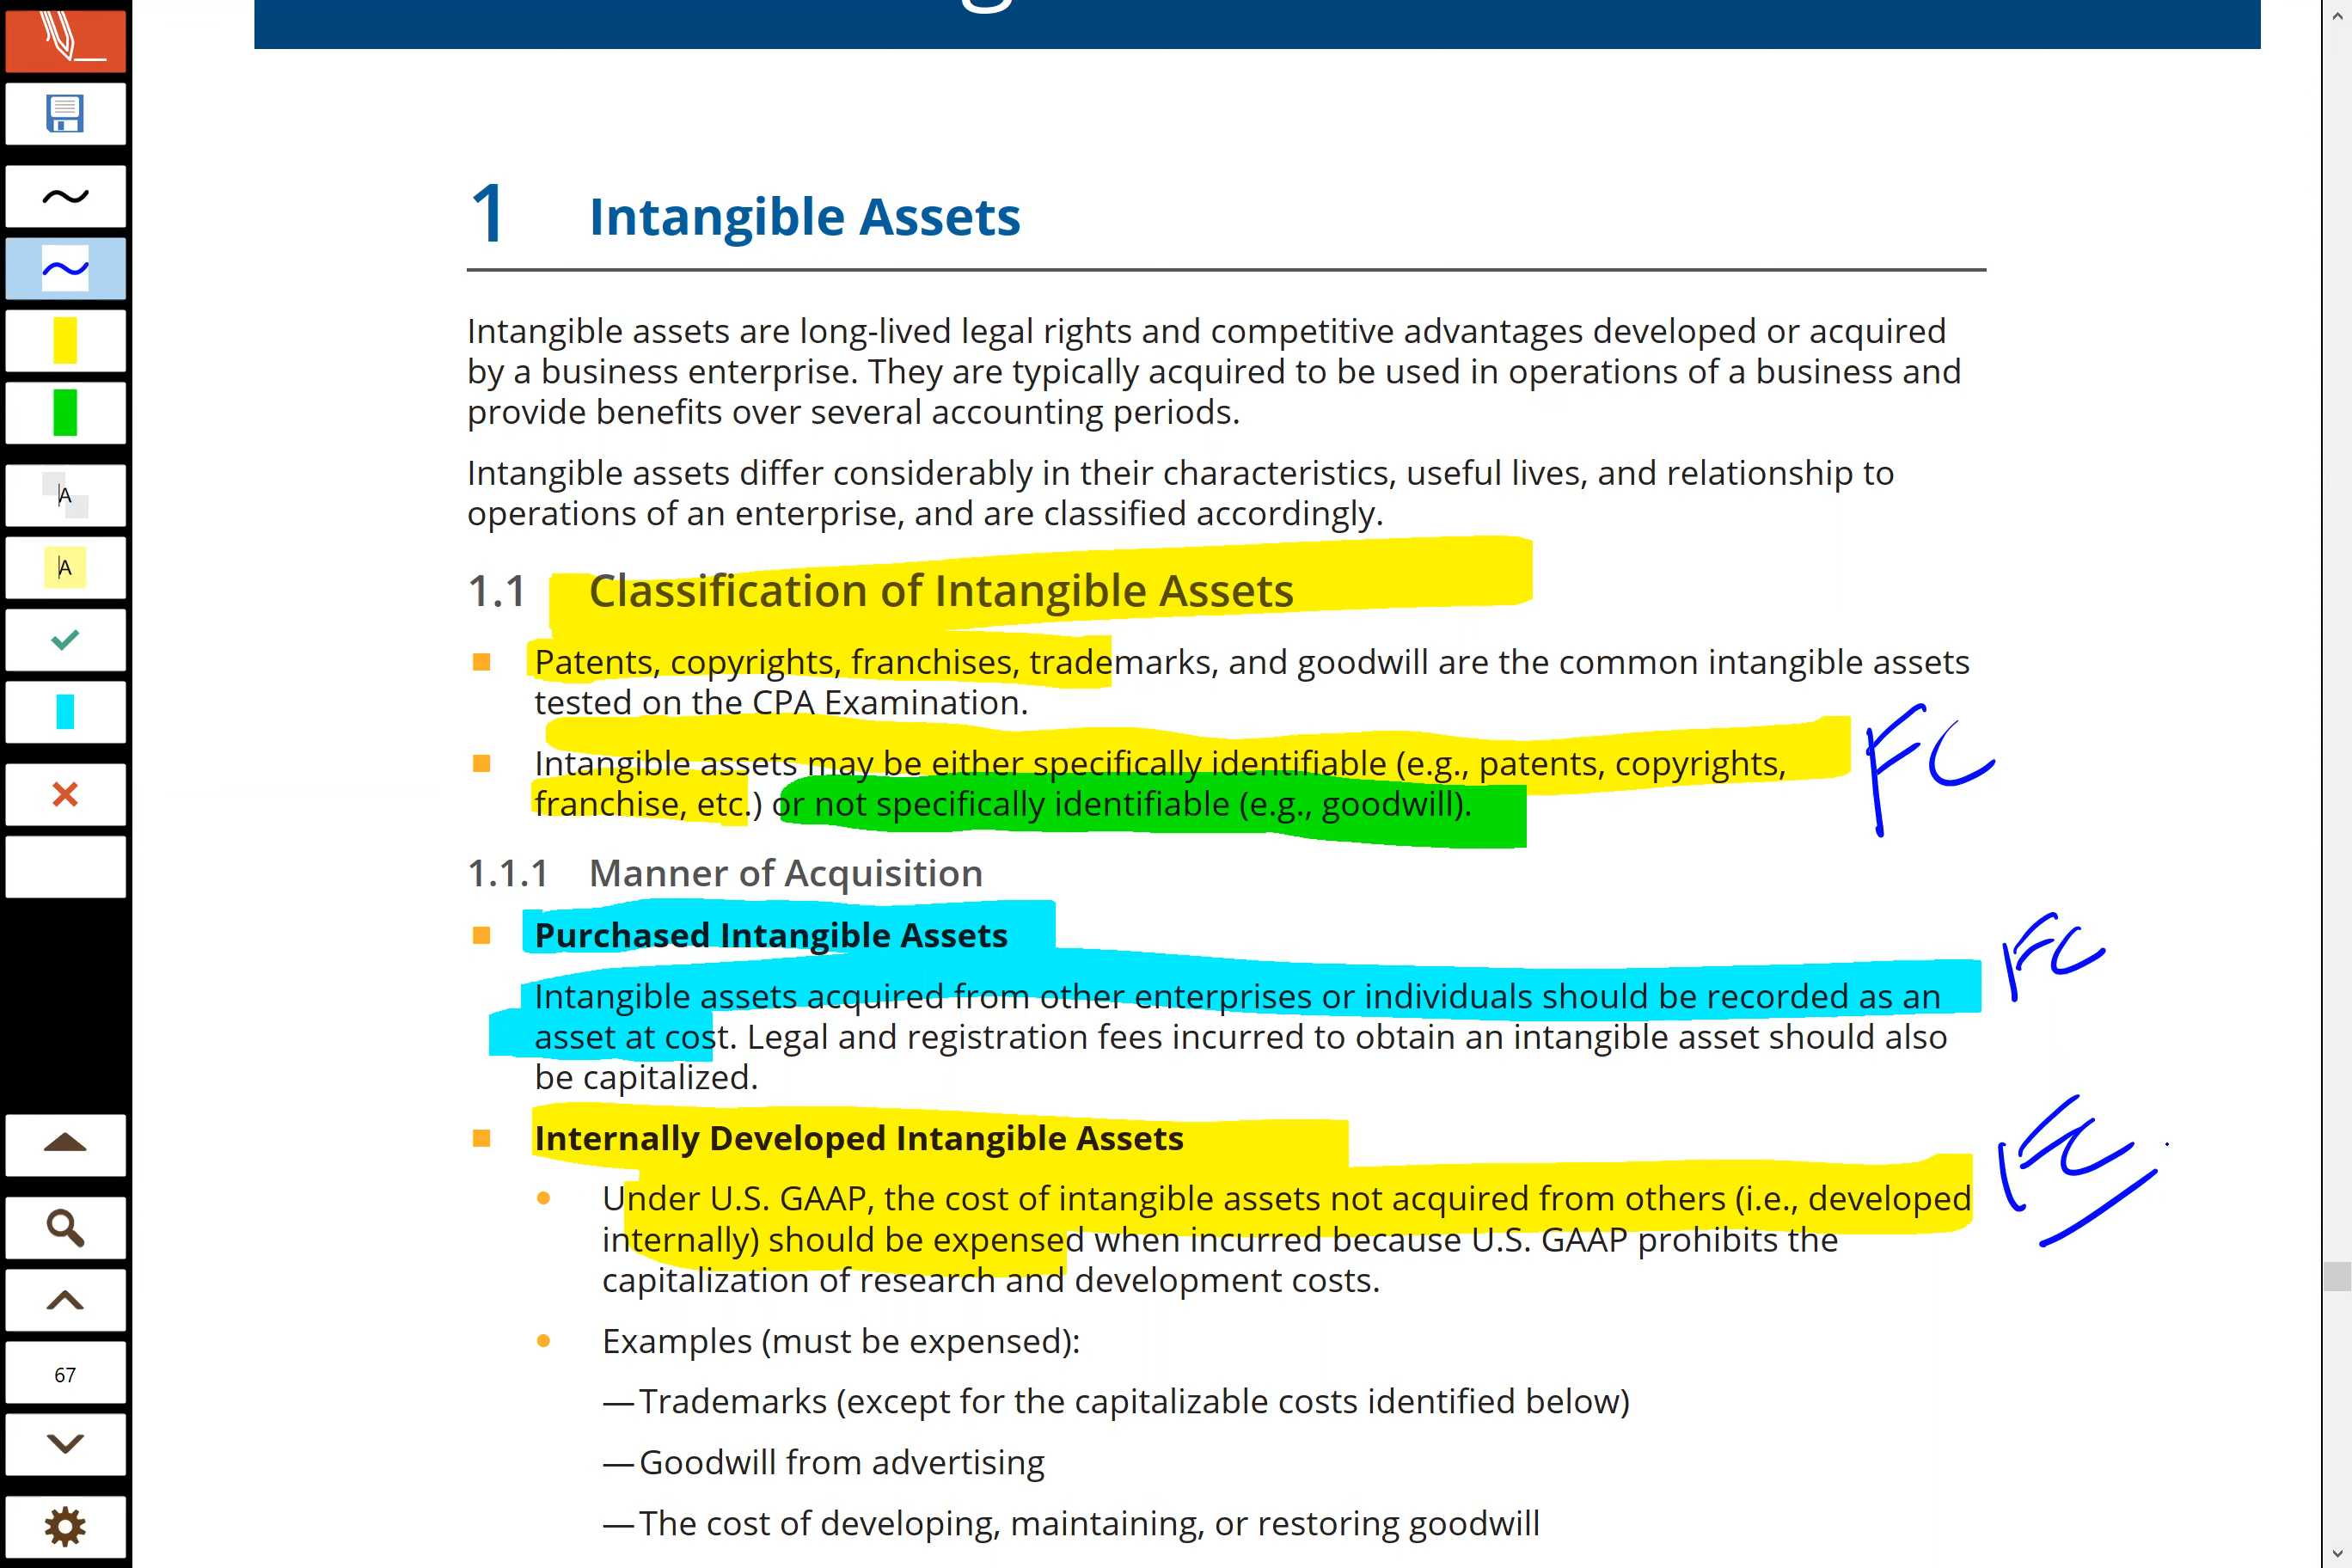 1 Intangible Assets
Intangible assets are long-lived legal rights and competitive advantages developed or acquired
by a business enterprise. They are typically acquired to be used in operations of a business and
provide benefits over several accounting periods.
Intangible assets differ considerably in their characteristics, useful lives, and relationship to
operations of an enterprise, and are classified accordingly.
1.1 Classification of Intangible Assets
Patents, copyrights, franchises, trademarks, and goodwill are the common intangible assets
tested on the CPA Examination.
Intangible assets may be either specifically identifiable (e.g., patents, copyrights,
franchise, etc.) or not specifically identifiable (e.g., goodwill).
FC
1.1.1 Manner of Acquisition
Purchased Intangible Assets
Intangible assets acquired from other enterprises or individuals should be recorded as an
asset at cost. Legal and registration fees incurred to obtain an intangible asset should also
be capitalized.
FC
Internally Developed Intangible Assets
Under U.S. GAAP, the cost of intangible assets not acquired from others (i.e., developed
internally) should be expensed when incurred because U.S. GAAP prohibits the
capitalization of research and development costs.
FC
Examples (must be expensed):
—Trademarks (except for the capitalizable costs identified below)
—Goodwill from advertising
—The cost of developing, maintaining, or restoring goodwill
A
A
67